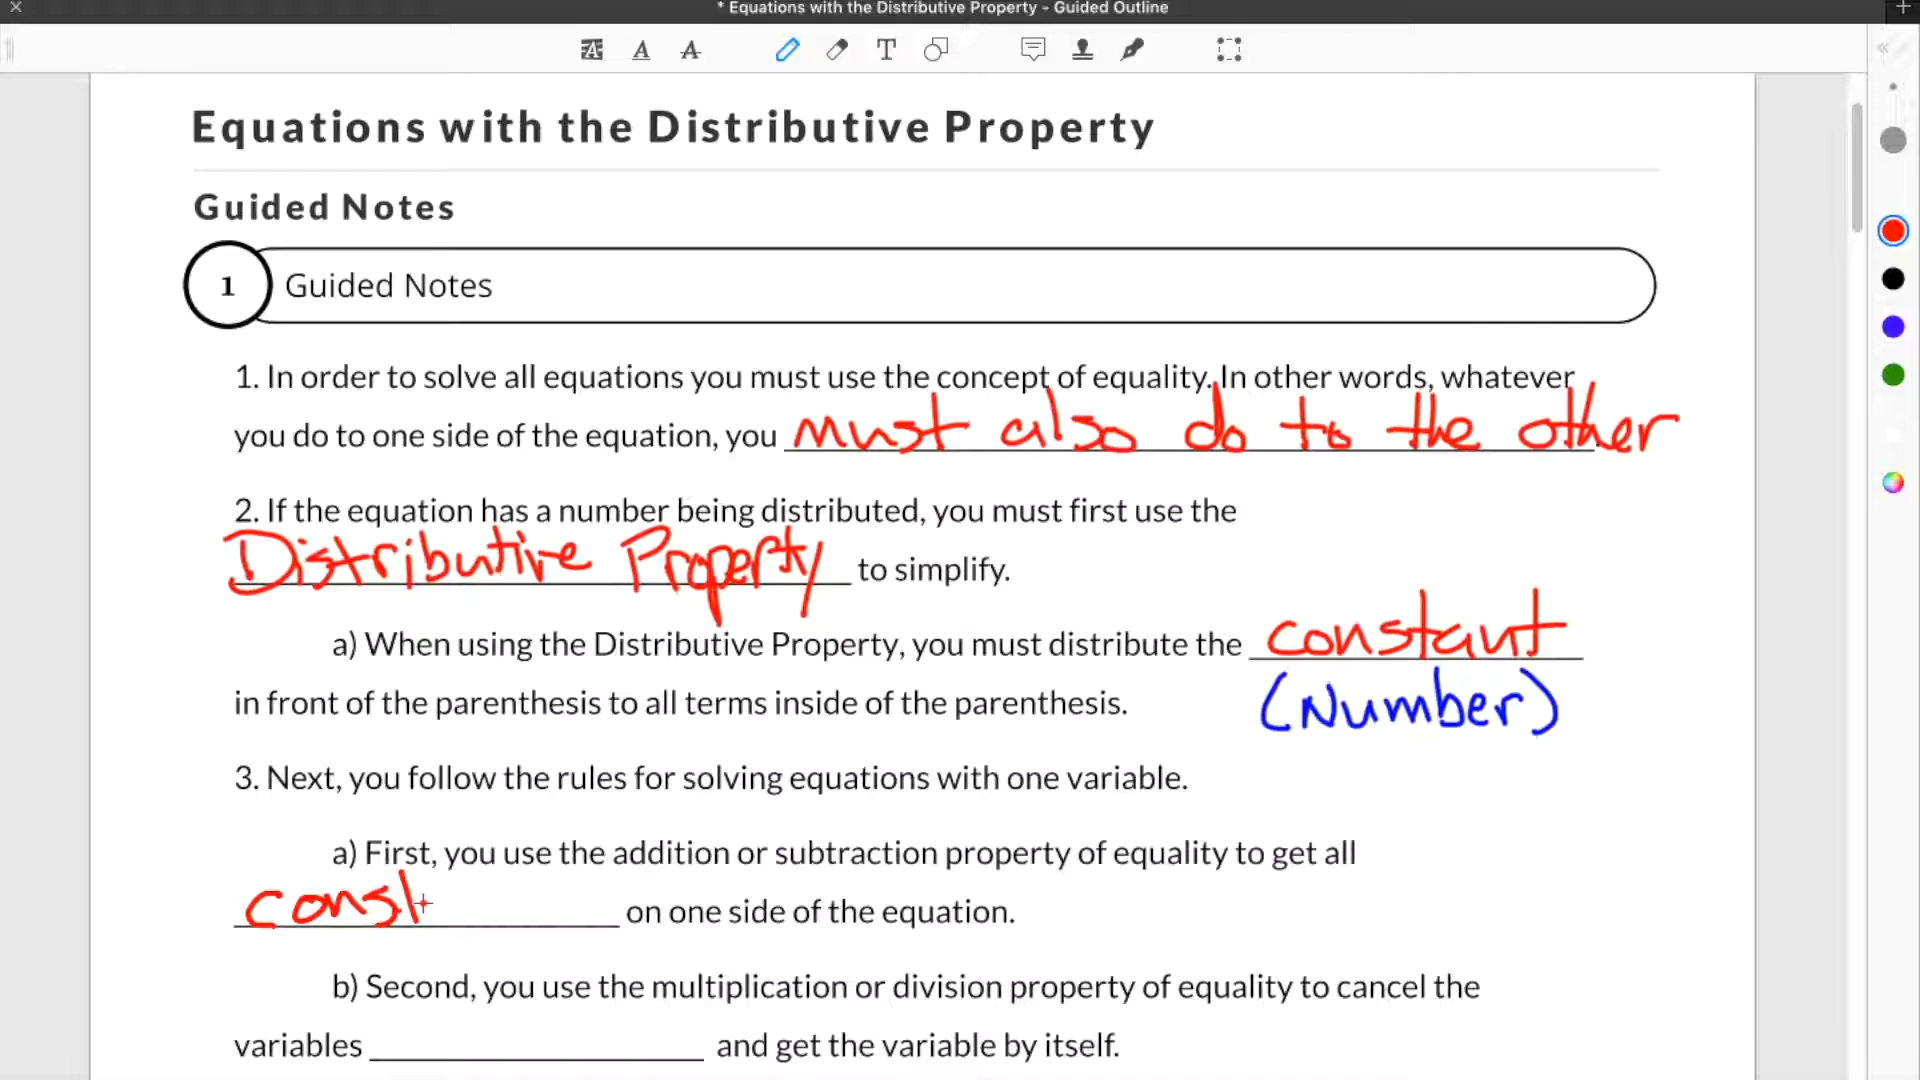 * Equations with the Distributive Property - Guided Outline
Equations with the Distributive Property
Guided Notes
1 Guided Notes
1. In order to solve all equations you must use the concept of equality. In other words, whatever
you do to one side of the equation, you must also do to the other.
2. If the equation has a number being distributed, you must first use the
Distributive Property to simplify.
a) When using the Distributive Property, you must distribute the constant
in front of the parenthesis to all terms inside of the parenthesis. (Number)
3. Next, you follow the rules for solving equations with one variable.
a) First, you use the addition or subtraction property of equality to get all
const on one side of the equation.
b) Second, you use the multiplication or division property of equality to cancel the
variables and get the variable by itself.